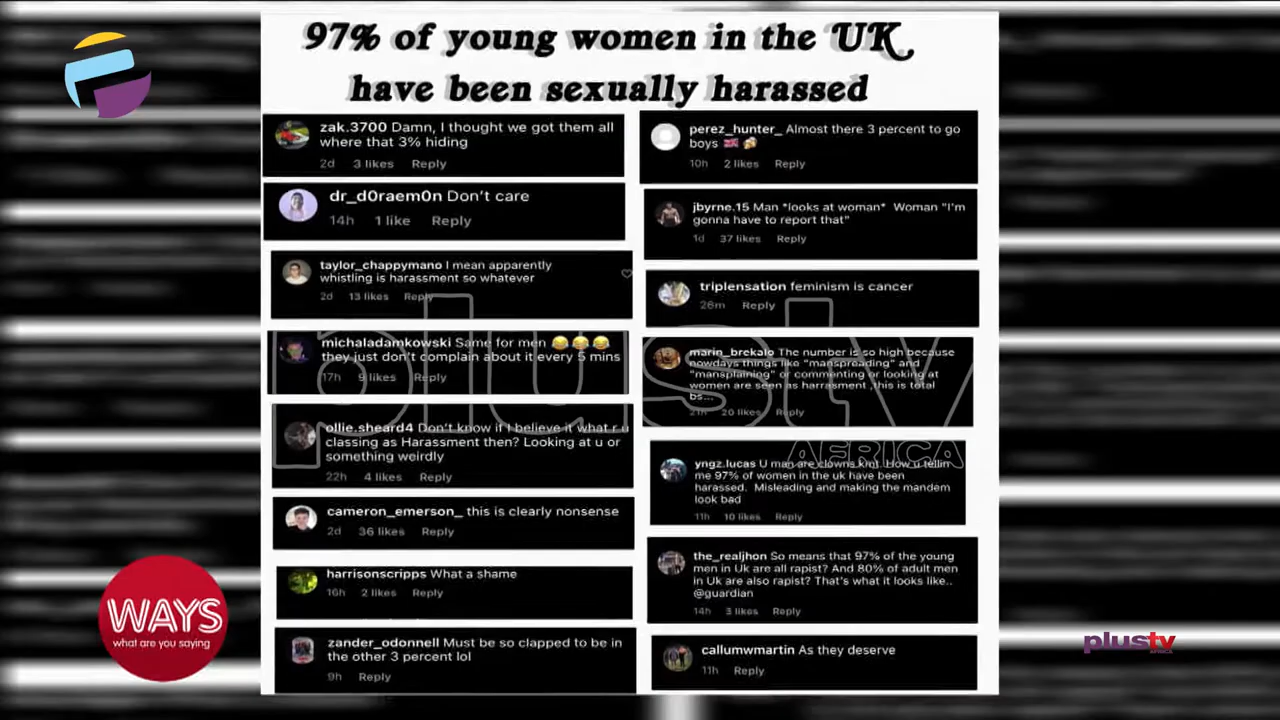 97% of young women in the UK
have been sexually harassed
zak.3700 Damn, I thought we got them all
where that 3% hiding
2d 3 likes Reply
dr_d0raem0n Don't care
14h 1 like Reply
taylor_chappymano I mean apparently
whistling is harassment so whatever
2d 13 likes Reply
michaladamkowski Same for men 😂😂😂
they just don't complain about it every 5 mins
17h 9 likes Reply
ollie.sheard4 Don't know if I believe it what r u
classing as Harassment then? Looking at u or
something weirdly
22h 4 likes Reply
cameron_emerson_ this is clearly nonsense
2d 36 likes Reply
harrisonscripps What a shame
16h 2 likes Reply
zander_odonnell Must be so clapped to be in
the other 3 percent lol
9h Reply
perez_hunter_ Almost there 3 percent to go
boys 🇬🇧 🍻
10h 2 likes Reply
jbyrne.15 Man *looks at woman* Woman "I'm
gonna have to report that"
1d 37 likes Reply
triplensation feminism is cancer
26m Reply
marin_brekalo The number is so high because
nowdays things like "manspreading" and
"mansplaining" or commenting or looking at
women are seen as harrasment ,this is total
bs...
21h 20 likes Reply
yngz.lucas U man are clowns kmt. How u tellin
me 97% of women in the uk have been
harassed. Misleading and making the mandem
look bad
11h 10 likes Reply
the_realjhon So means that 97% of the young
men in Uk are all rapist? And 80% of adult men
in Uk are also rapist? That's what it looks like..
@guardian
14h 3 likes Reply
callumwmartin As they deserve
11h Reply
plustv
AFRICA
WAYS
what are you saying
plustv
AFRICA